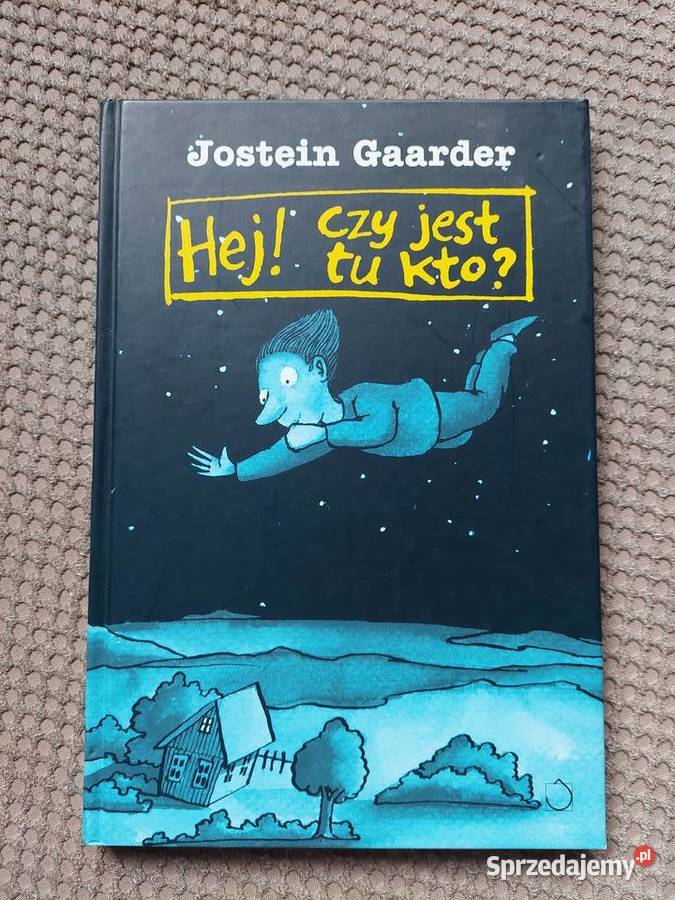 Jostein Gaarder
Hej! Czy jest
tu kto?
Sprzedajemy.pl